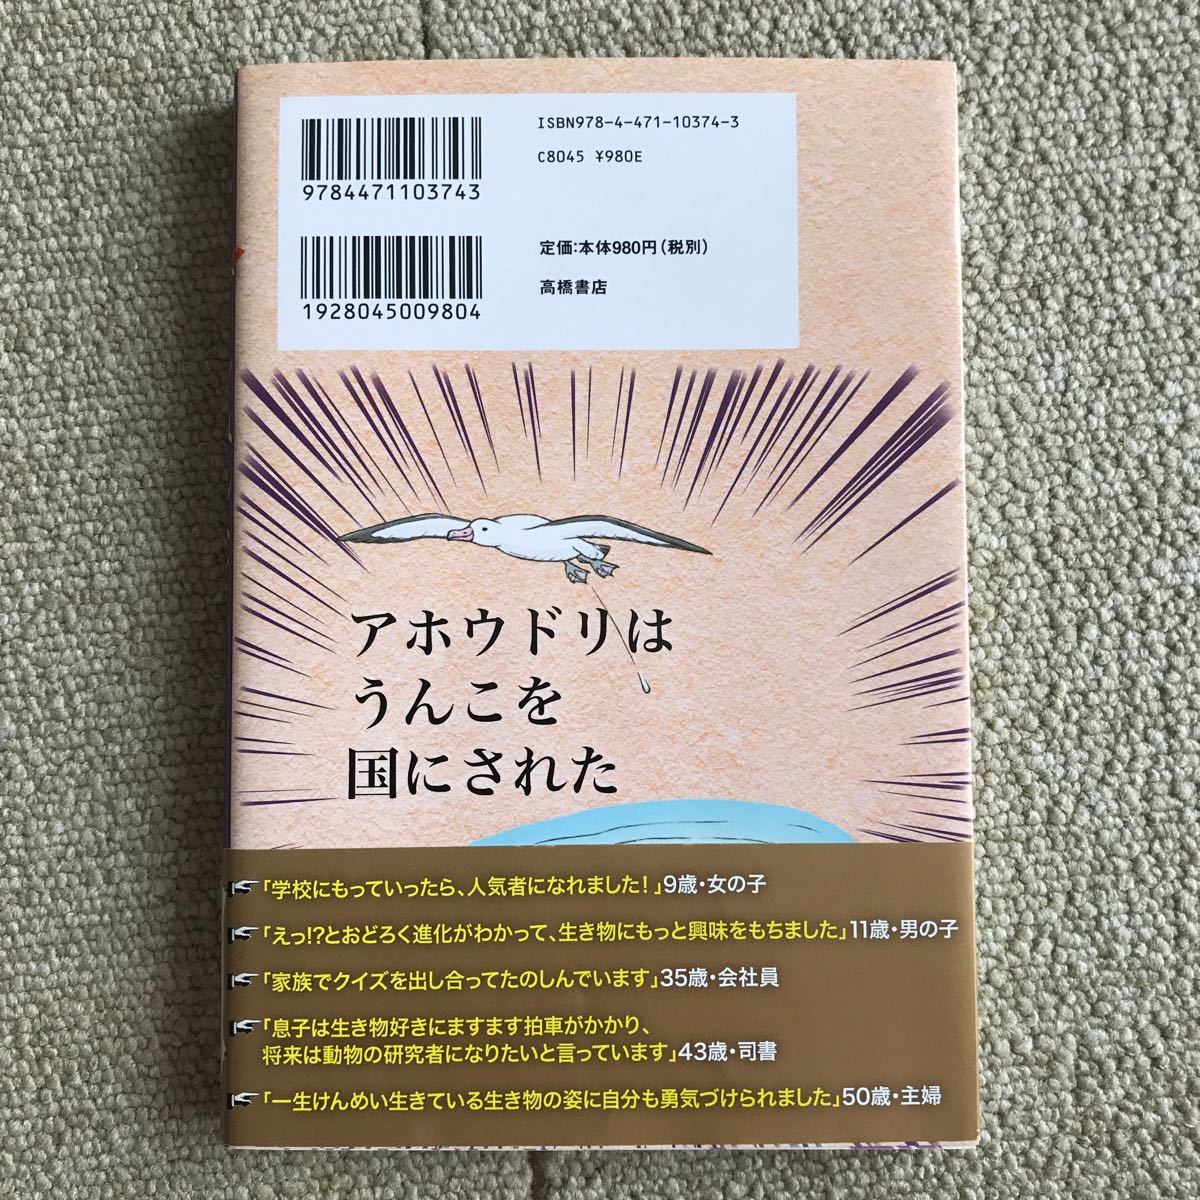 ISBN978-4-471-10374-3
C8045 ¥980E
9784471103743
定価:本体980円(税別)
高橋書店
1928045009804
アホウドリは
うんこを
国にされた
「学校にもっていったら、人気者になれました!」9歳・女の子
「えっ!?とおどろく進化がわかって、生き物にもっと興味をもちました」11歳・男の子
「家族でクイズを出し合ってたのしんでいます」35歳・会社員
「息子は生き物好きにますます拍車がかかり、
将来は動物の研究者になりたいと言っています」43歳・司書
「一生けんめい生きている生き物の姿に自分も勇気づけられました」50歳・主婦